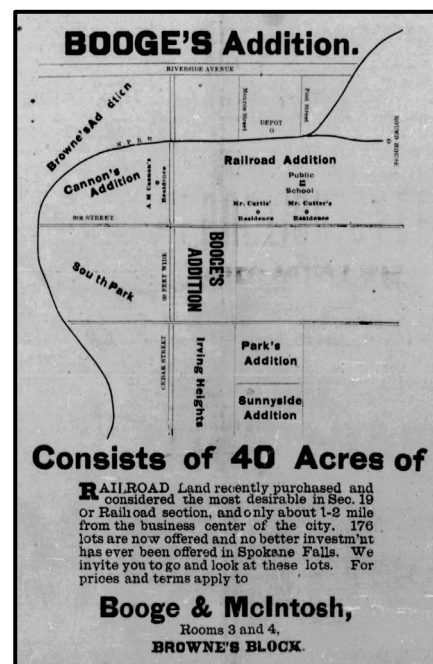 BOOGE'S Addition.
RIVERSIDE AVENUE
Browne's Addition
N. P. R R
Monroe Street
Post Street
DEPOT
ROUND HOUSE
Railroad Addition
Public
School
Cannon's
Addition
A M Cannon's
Residence
Mr. Curtis'
Residence
Mr. Cutter's
Residence
9TH STREET
South Park
60 FEET WIDE
BOOGE'S
ADDITION
CEDAR STREET
Irving Heights
Park's
Addition
Sunnyside
Addition
Consists of 40 Acres of
RAILROAD Land recently purchased and
considered the most desirable in Sec. 19
or Railroad section, and only about 1-2 mile
from the business center of the city. 176
lots are now offered and no better investm'nt
has ever been offered in Spokane Falls. We
invite you to go and look at these lots. For
prices and terms apply to
Booge & McIntosh,
Rooms 3 and 4,
BROWNE'S BLOCK.